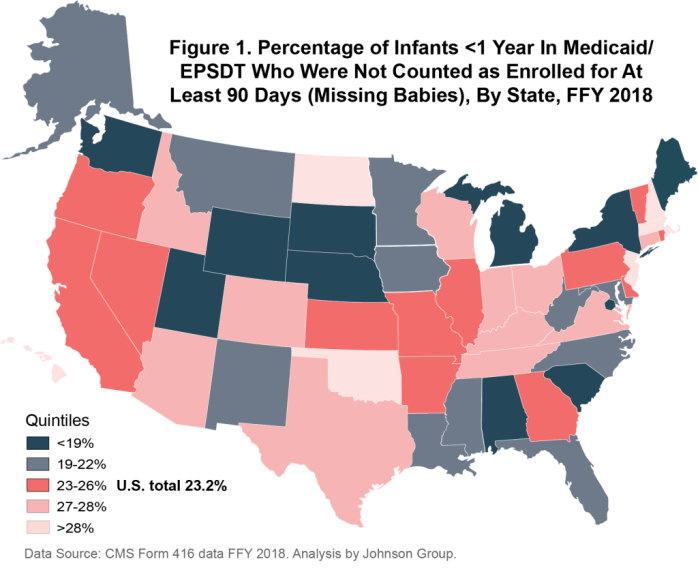 Figure 1. Percentage of Infants <1 Year In Medicaid/
EPSDT Who Were Not Counted as Enrolled for At
Least 90 Days (Missing Babies), By State, FFY 2018
Quintiles
<19%
19-22%
23-26% U.S. total 23.2%
27-28%
>28%
Data Source: CMS Form 416 data FFY 2018. Analysis by Johnson Group.